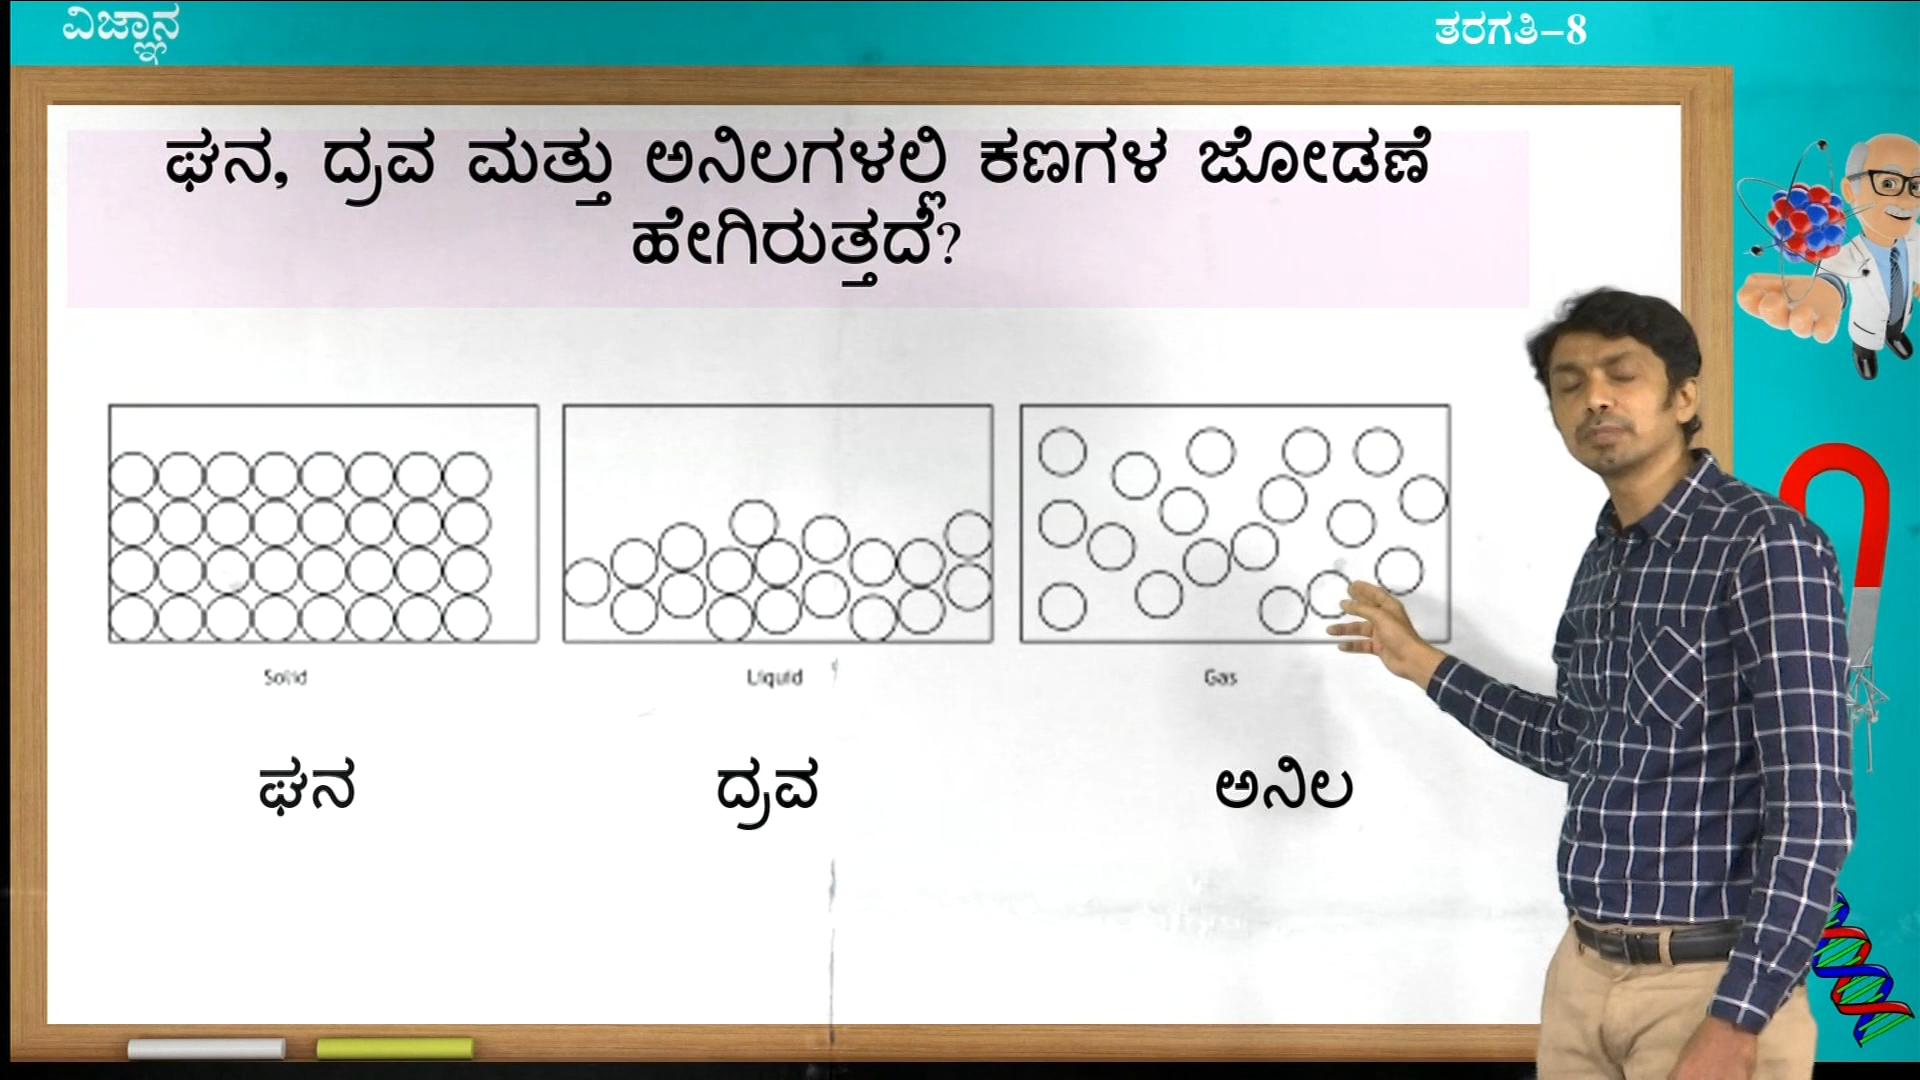 ವಿಜ್ಞಾನ
ತರಗತಿ–8
ಘನ, ದ್ರವ ಮತ್ತು ಅನಿಲಗಳಲ್ಲಿ ಕಣಗಳ ಜೋಡಣೆ
ಹೇಗಿರುತ್ತದೆ?
Solid
Liquid
Gas
ಘನ
ದ್ರವ
ಅನಿಲ